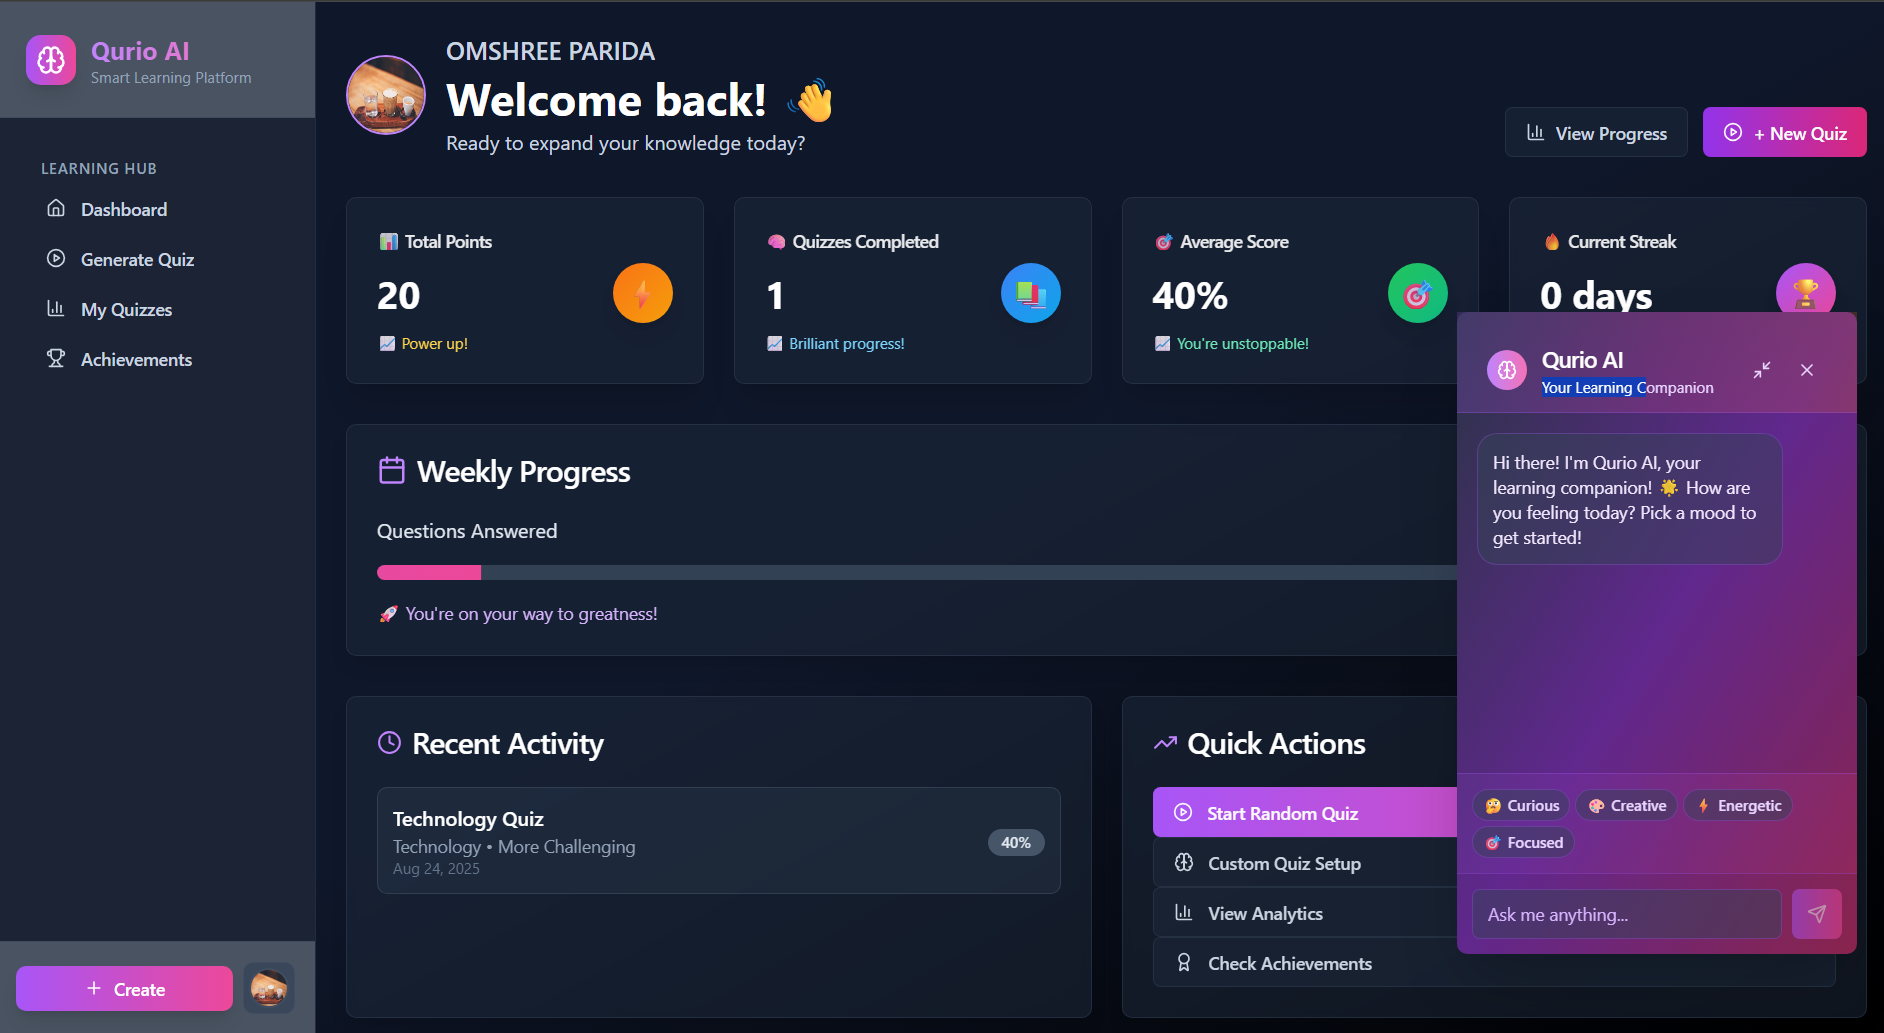 Qurio AI
Smart Learning Platform
LEARNING HUB
Dashboard
Generate Quiz
My Quizzes
Achievements
+ Create
OMSHREE PARIDA
Welcome back! 👋
Ready to expand your knowledge today?
View Progress
+ New Quiz
📊 Total Points
20
📈 Power up!
🧠 Quizzes Completed
1
📈 Brilliant progress!
🎯 Average Score
40%
📈 You're unstoppable!
🔥 Current Streak
0 days
Weekly Progress
Questions Answered
🚀 You're on your way to greatness!
Recent Activity
Technology Quiz
Technology • More Challenging
Aug 24, 2025
40%
Quick Actions
Start Random Quiz
Custom Quiz Setup
View Analytics
Check Achievements
Qurio AI
Your Learning Companion
Hi there! I'm Qurio AI, your
learning companion! 🌟 How are
you feeling today? Pick a mood to
get started!
🤔 Curious
🎨 Creative
⚡ Energetic
🎯 Focused
Ask me anything...